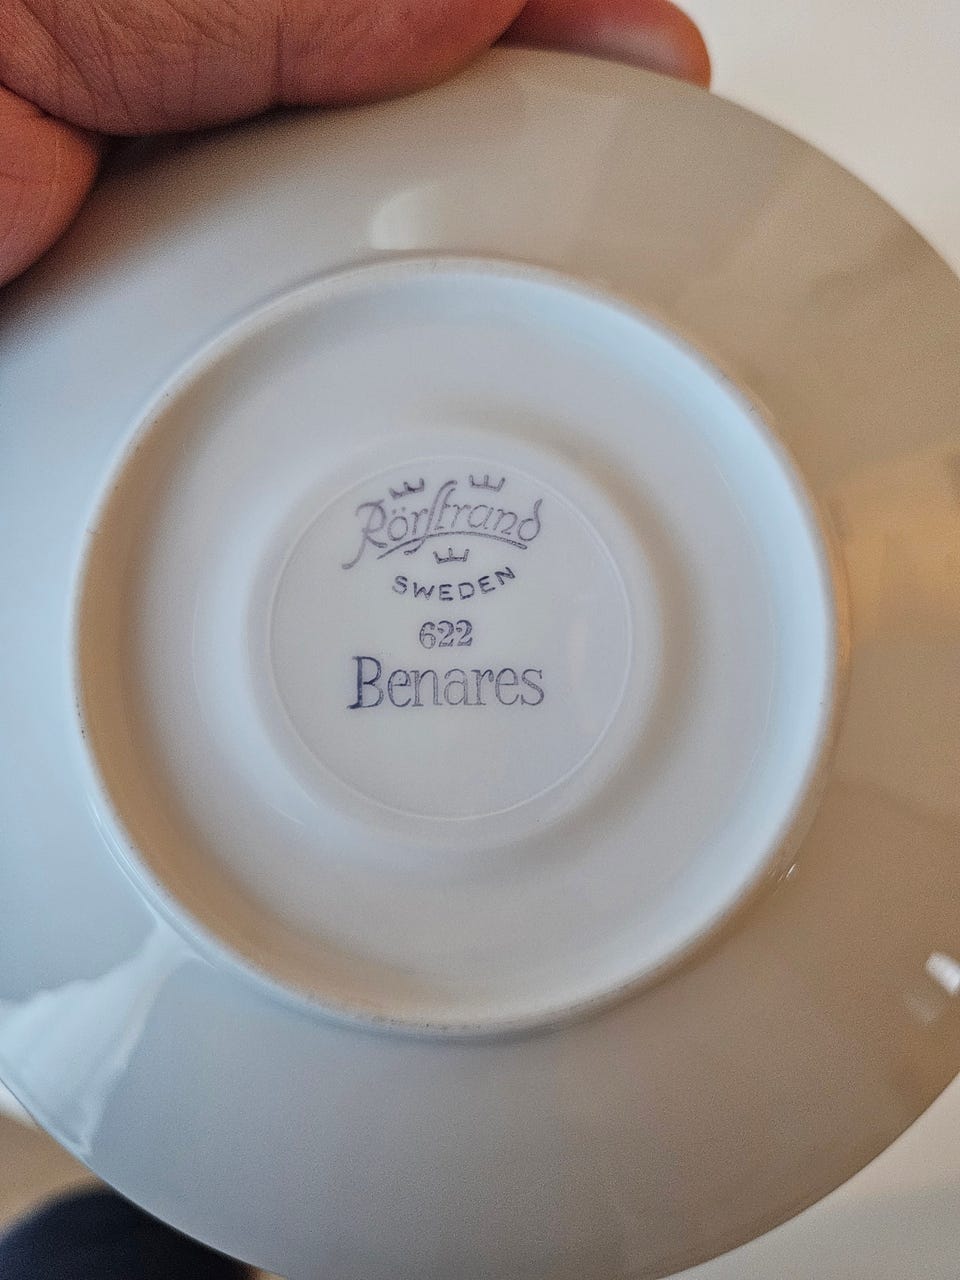 Rörstrand
SWEDEN
622
Benares